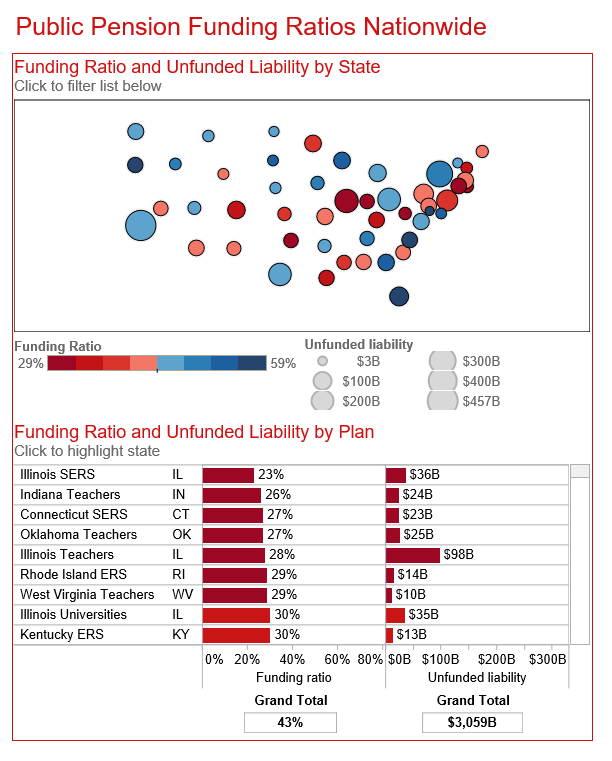 Public Pension Funding Ratios Nationwide
Funding Ratio and Unfunded Liability by State
Click to filter list below
Funding Ratio
29% 59%
Unfunded liability
$3B $300B
$100B $400B
$200B $457B
Funding Ratio and Unfunded Liability by Plan
Click to highlight state
Illinois SERS IL 23% $36B
Indiana Teachers IN 26% $24B
Connecticut SERS CT 27% $23B
Oklahoma Teachers OK 27% $25B
Illinois Teachers IL 28% $98B
Rhode Island ERS RI 29% $14B
West Virginia Teachers WV 29% $10B
Illinois Universities IL 30% $35B
Kentucky ERS KY 30% $13B
0% 20% 40% 60% 80% $0B $100B $200B $300B
Funding ratio Unfunded liability
Grand Total Grand Total
43% $3,059B